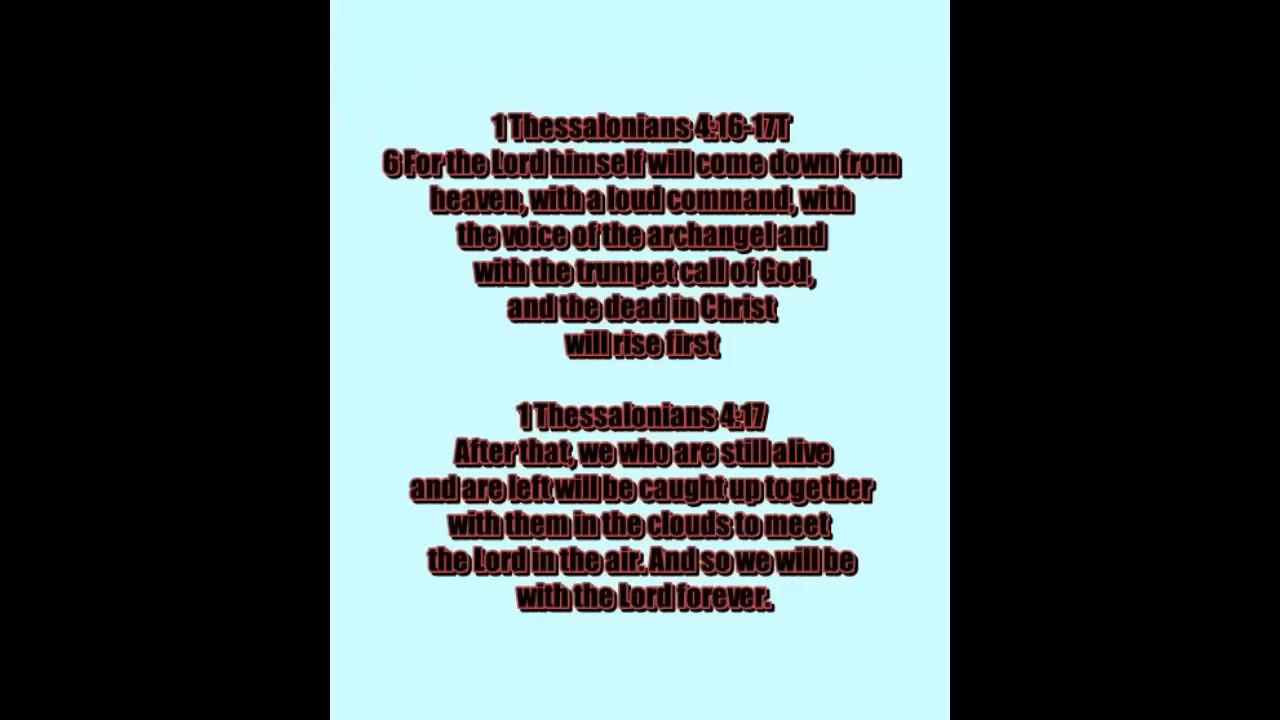 1 Thessalonians 4:16-17T
6 For the Lord himself will come down from
heaven, with a loud command, with
the voice of the archangel and
with the trumpet call of God,
and the dead in Christ
will rise first
1 Thessalonians 4:17
After that, we who are still alive
and are left will be caught up together
with them in the clouds to meet
the Lord in the air. And so we will be
with the Lord forever.